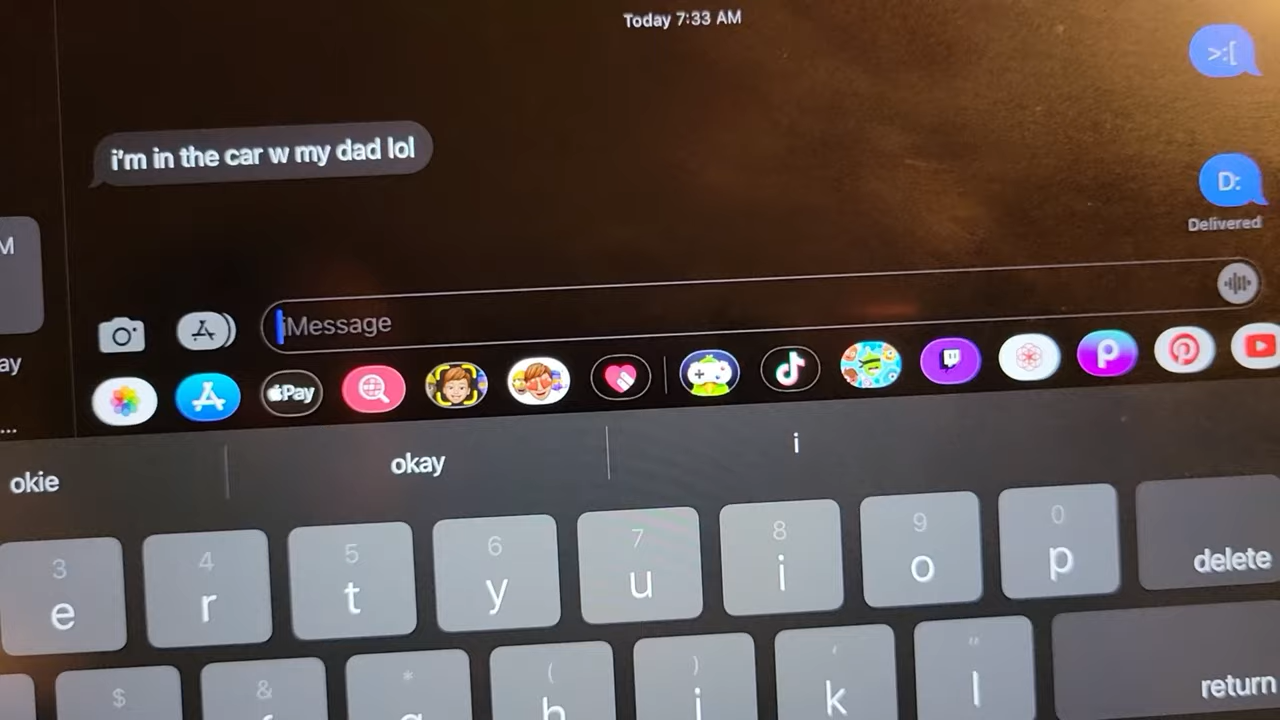 Today 7:33 AM
>:[
i'm in the car w my dad lol
D:
Delivered
M
iMessage
ay
Pay
...
okie
okay
i
3
4
5
6
7
8
9
0
e
r
t
y
u
i
o
p
delete
$
&
*
(
)
'
"
k
l
return